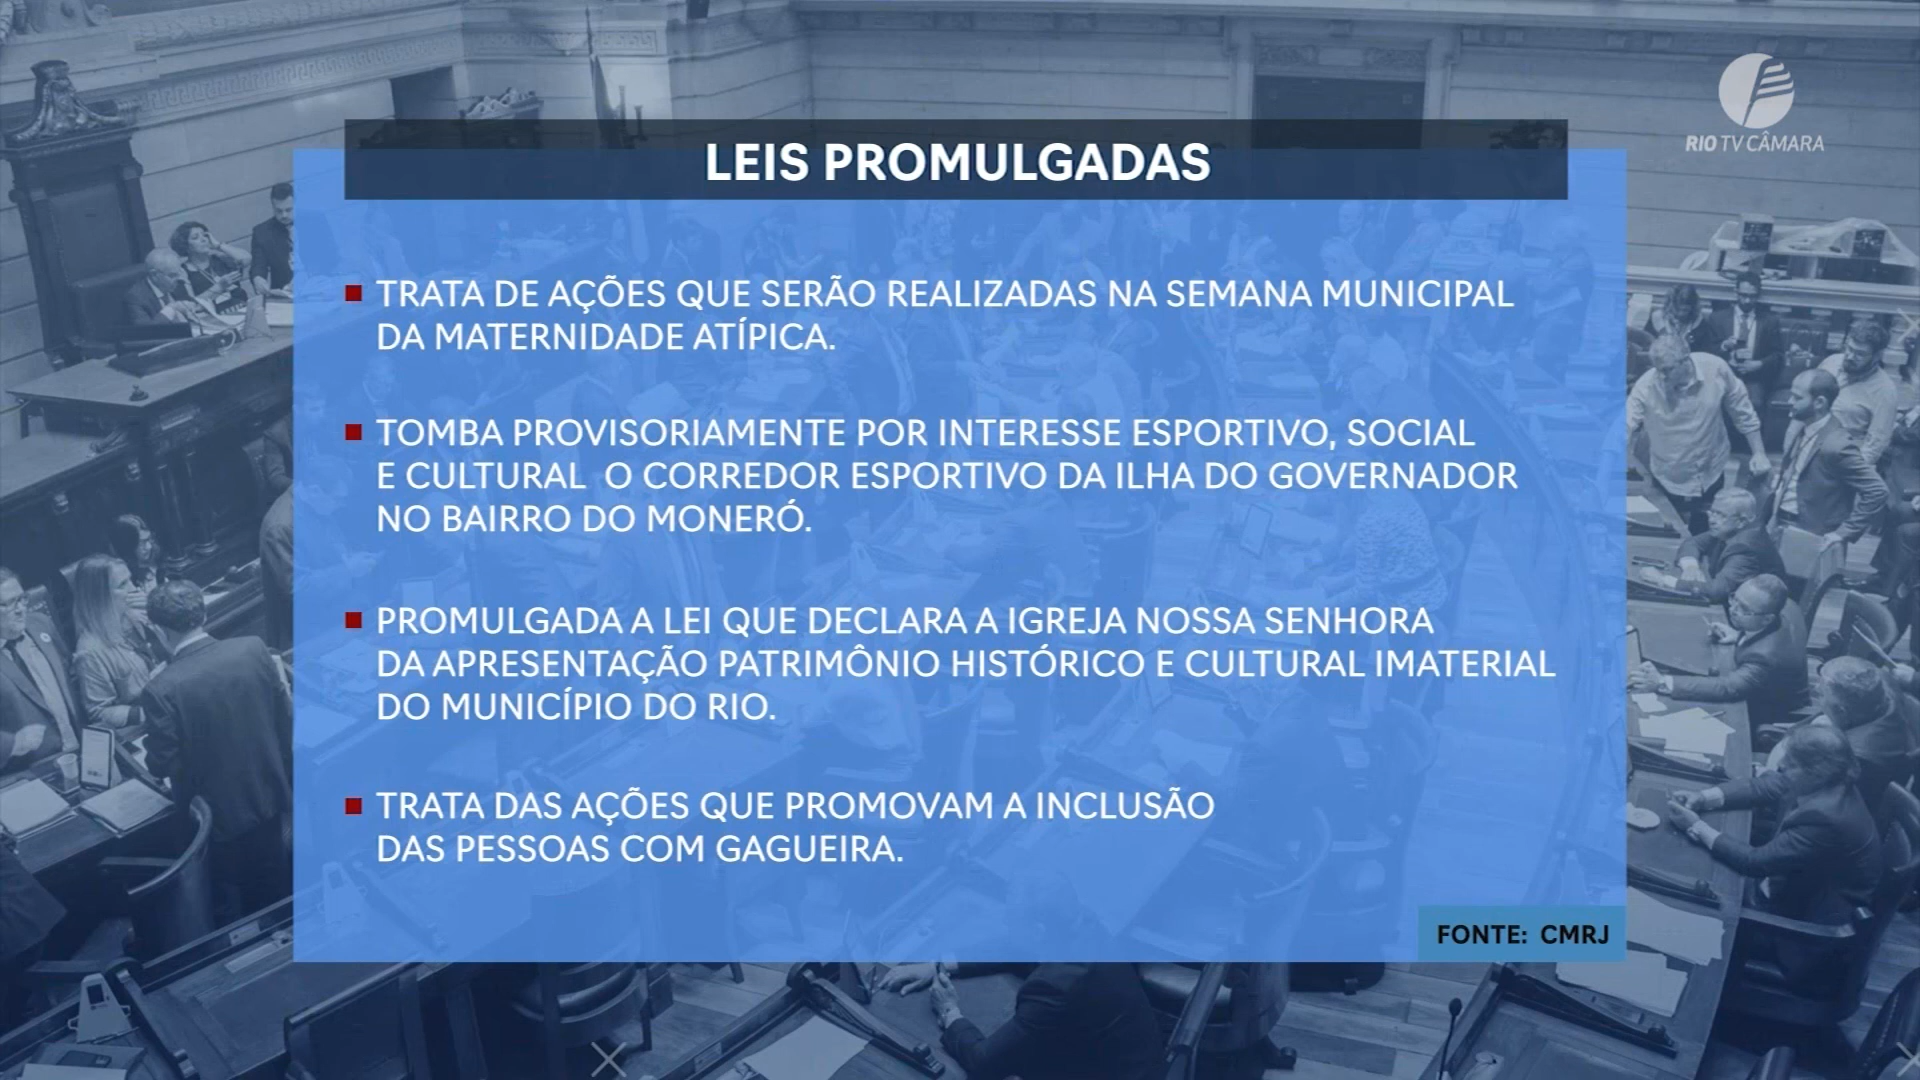 RIO TV CÂMARA
LEIS PROMULGADAS
TRATA DE AÇÕES QUE SERÃO REALIZADAS NA SEMANA MUNICIPAL
DA MATERNIDADE ATÍPICA.
TOMBA PROVISORIAMENTE POR INTERESSE ESPORTIVO, SOCIAL
E CULTURAL O CORREDOR ESPORTIVO DA ILHA DO GOVERNADOR
NO BAIRRO DO MONERÓ.
PROMULGADA A LEI QUE DECLARA A IGREJA NOSSA SENHORA
DA APRESENTAÇÃO PATRIMÔNIO HISTÓRICO E CULTURAL IMATERIAL
DO MUNICÍPIO DO RIO.
TRATA DAS AÇÕES QUE PROMOVAM A INCLUSÃO
DAS PESSOAS COM GAGUEIRA.
FONTE: CMRJ